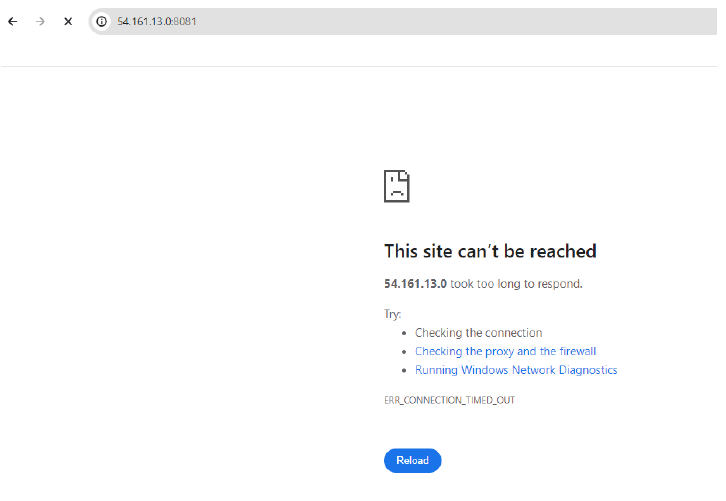 54.161.13.0:8081
This site can't be reached
54.161.13.0 took too long to respond.
Try:
Checking the connection
Checking the proxy and the firewall
Running Windows Network Diagnostics
ERR_CONNECTION_TIMED_OUT
Reload